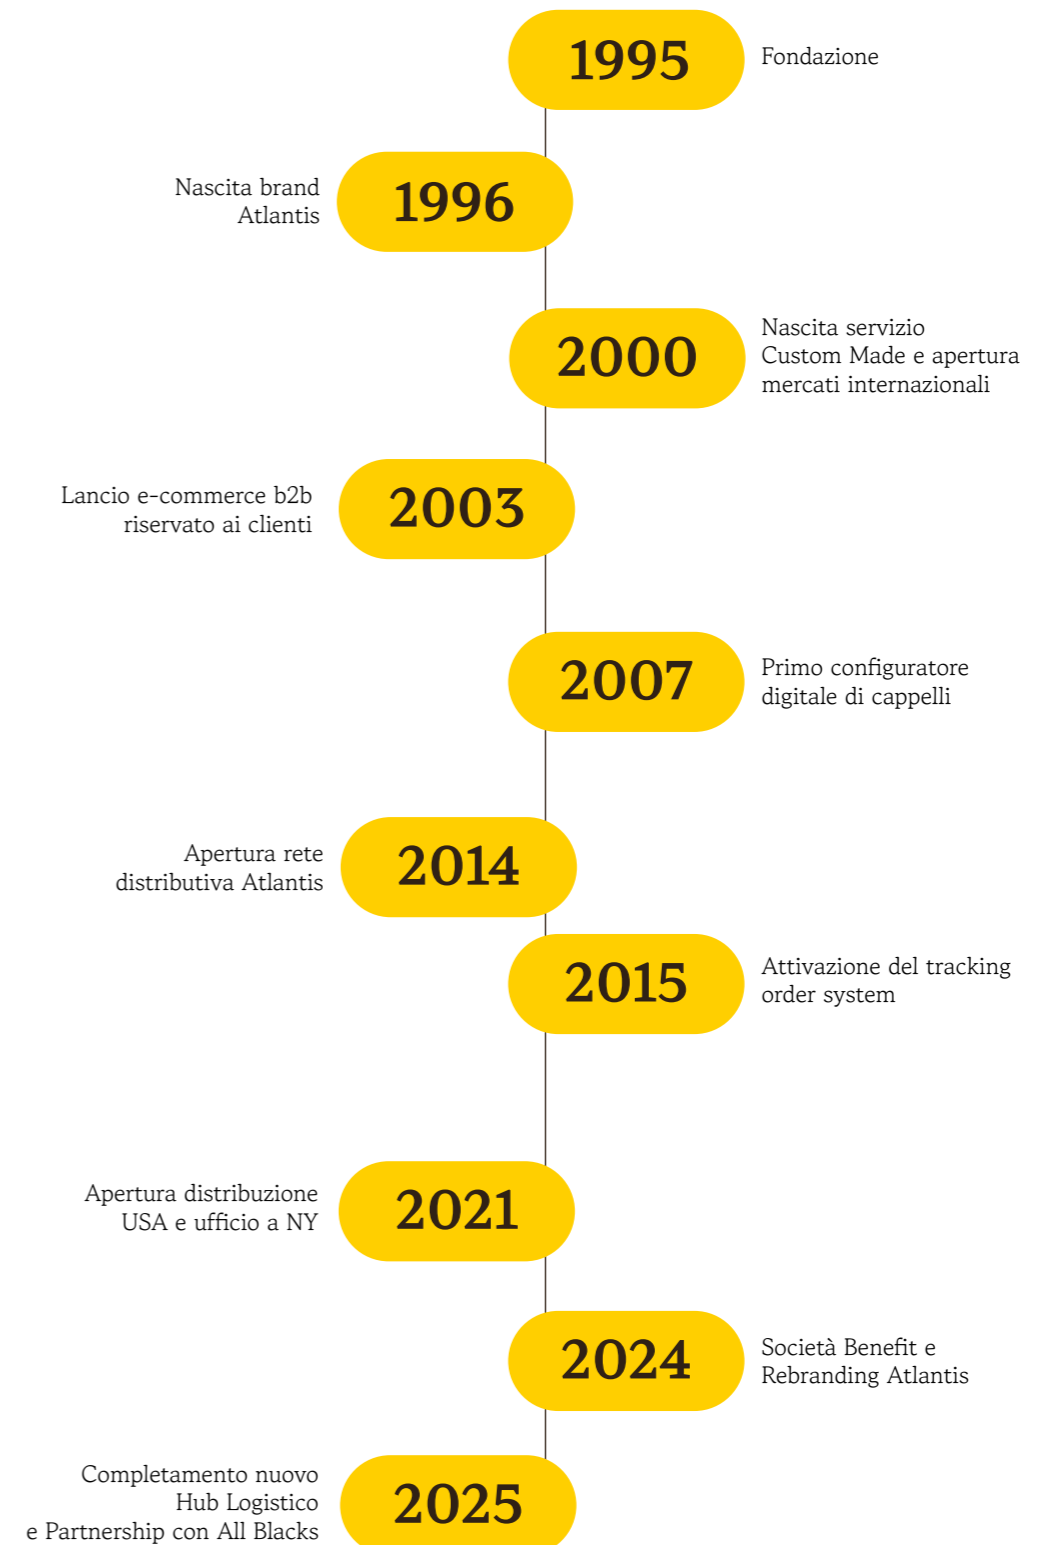 1995
Fondazione
Nascita brand
Atlantis
1996
2000
Nascita servizio
Custom Made e apertura
mercati internazionali
Lancio e-commerce b2b
riservato ai clienti
2003
2007
Primo configuratore
digitale di cappelli
Apertura rete
distributiva Atlantis
2014
2015
Attivazione del tracking
order system
Apertura distribuzione
USA e ufficio a NY
2021
2024
Società Benefit e
Rebranding Atlantis
Completamento nuovo
Hub Logistico
e Partnership con All Blacks
2025